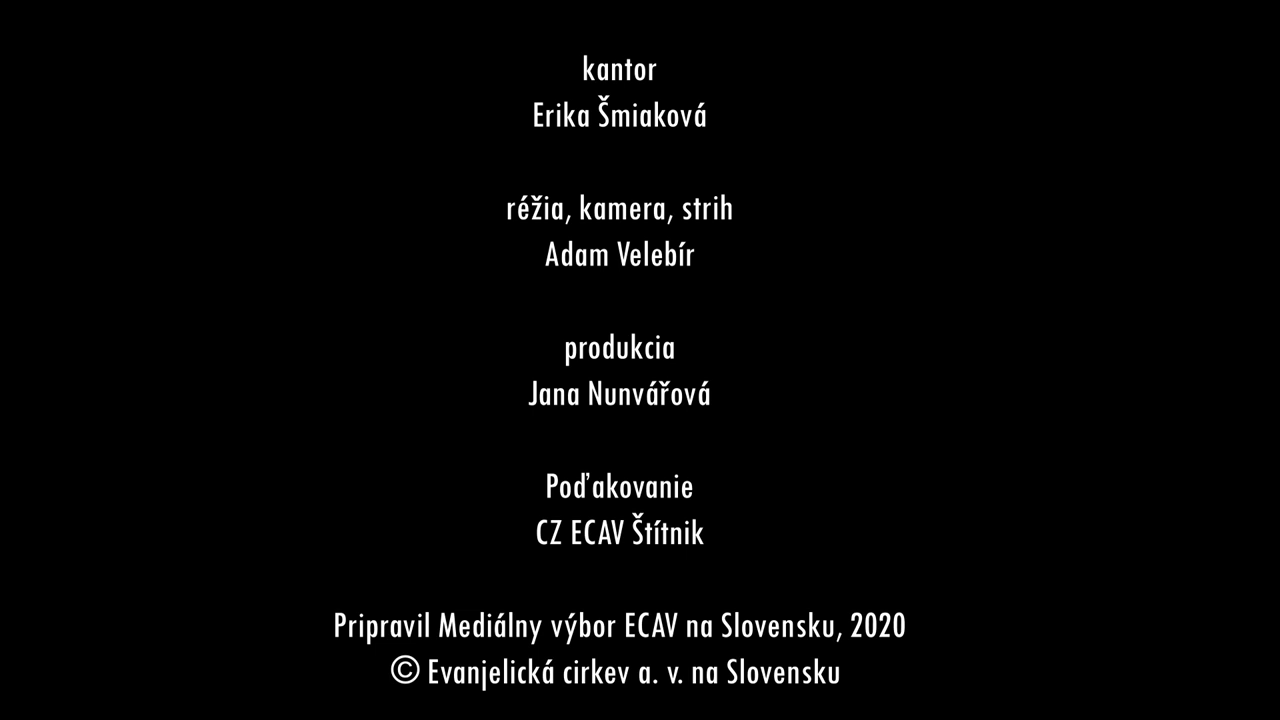 kantor
Erika Šmiaková
réžia, kamera, strih
Adam Velebír
produkcia
Jana Nunvářová
Poďakovanie
CZ ECAV Štítnik
Pripravil Mediálny výbor ECAV na Slovensku, 2020
© Evanjelická cirkev a. v. na Slovensku